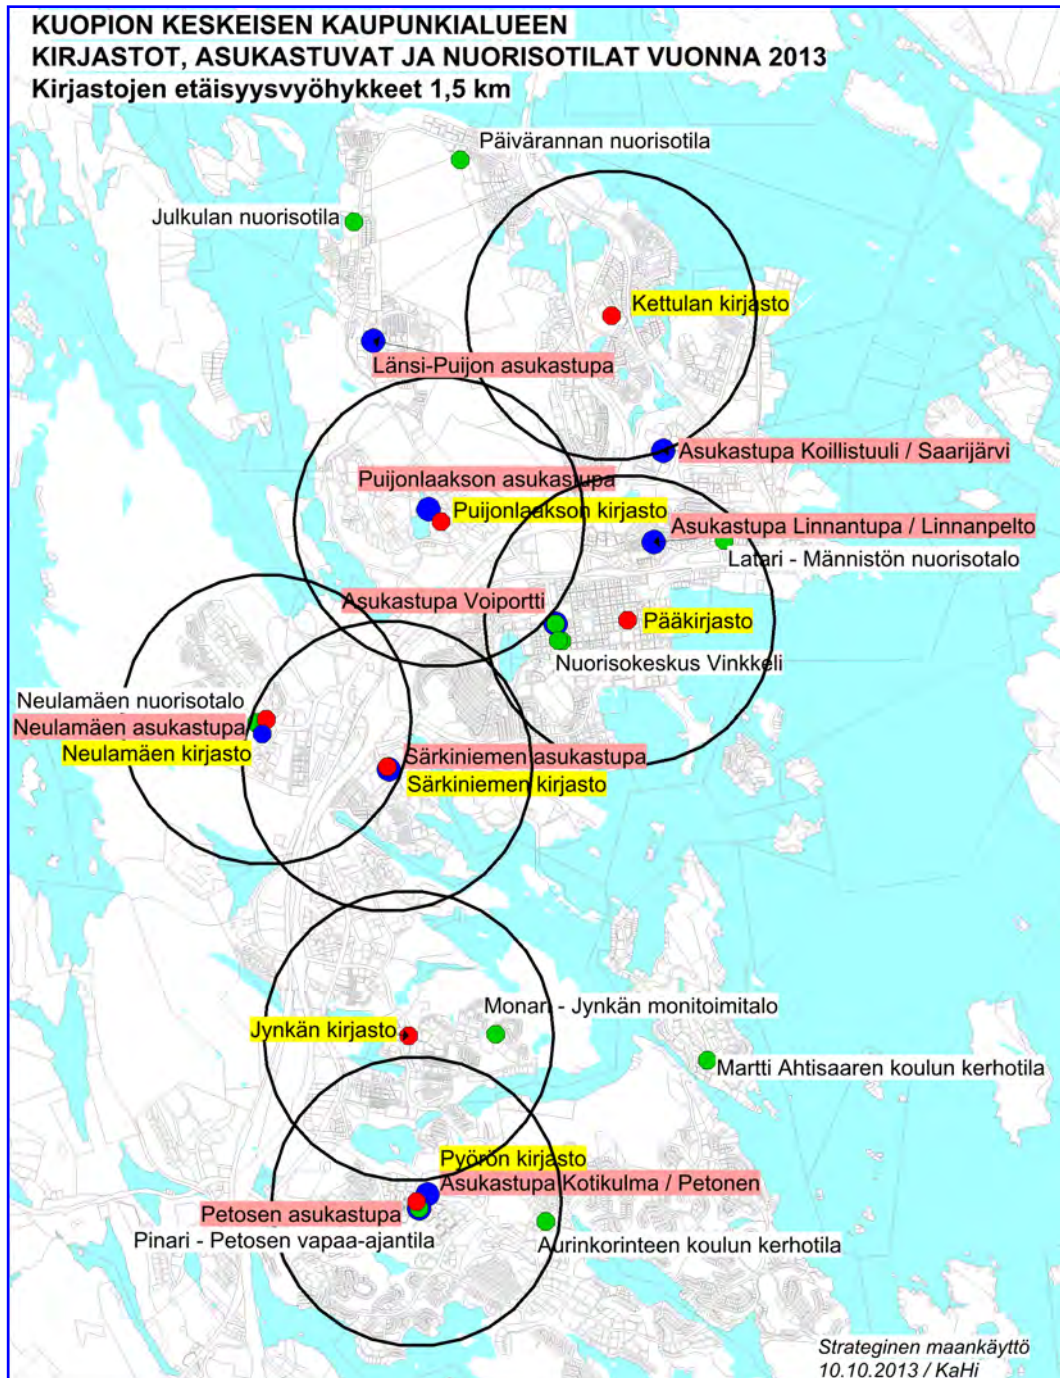 KUOPION KESKEISEN KAUPUNKIALUEEN
KIRJASTOT, ASUKASTUVAT JA NUORISOTILAT VUONNA 2013
Kirjastojen etäisyysvyöhykkeet 1,5 km
Päivärannan nuorisotila
Julkulan nuorisotila
Kettulan kirjasto
Länsi-Puijon asukastupa
Asukastupa Koillistuuli / Saarijärvi
Puijonlaakson asukastupa
Puijonlaakson kirjasto
Asukastupa Linnantupa / Linnanpelto
Latari - Männistön nuorisotalo
Asukastupa Voiportti
Pääkirjasto
Nuorisokeskus Vinkkeli
Neulamäen nuorisotalo
Neulamäen asukastupa
Neulamäen kirjasto
Särkiniemen asukastupa
Särkiniemen kirjasto
Monari - Jynkän monitoimitalo
Jynkän kirjasto
Martti Ahtisaaren koulun kerhotila
Pyörön kirjasto
Asukastupa Kotikulma / Petonen
Petosen asukastupa
Pinari - Petosen vapaa-ajantila
Aurinkorinteen koulun kerhotila
Strateginen maankäyttö
10.10.2013 / KaHi